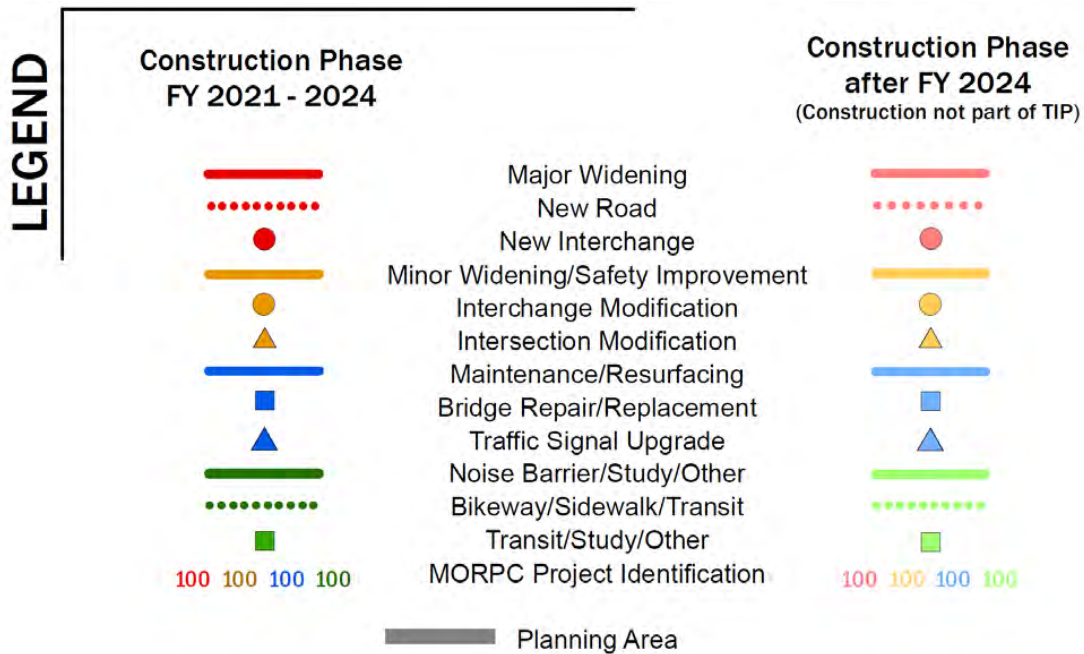 LEGEND
Construction Phase
FY 2021 - 2024
Construction Phase
after FY 2024
(Construction not part of TIP)
Major Widening
New Road
New Interchange
Minor Widening/Safety Improvement
Interchange Modification
Intersection Modification
Maintenance/Resurfacing
Bridge Repair/Replacement
Traffic Signal Upgrade
Noise Barrier/Study/Other
Bikeway/Sidewalk/Transit
Transit/Study/Other
100 100 100 100 MORPC Project Identification 100 100 100 100
Planning Area